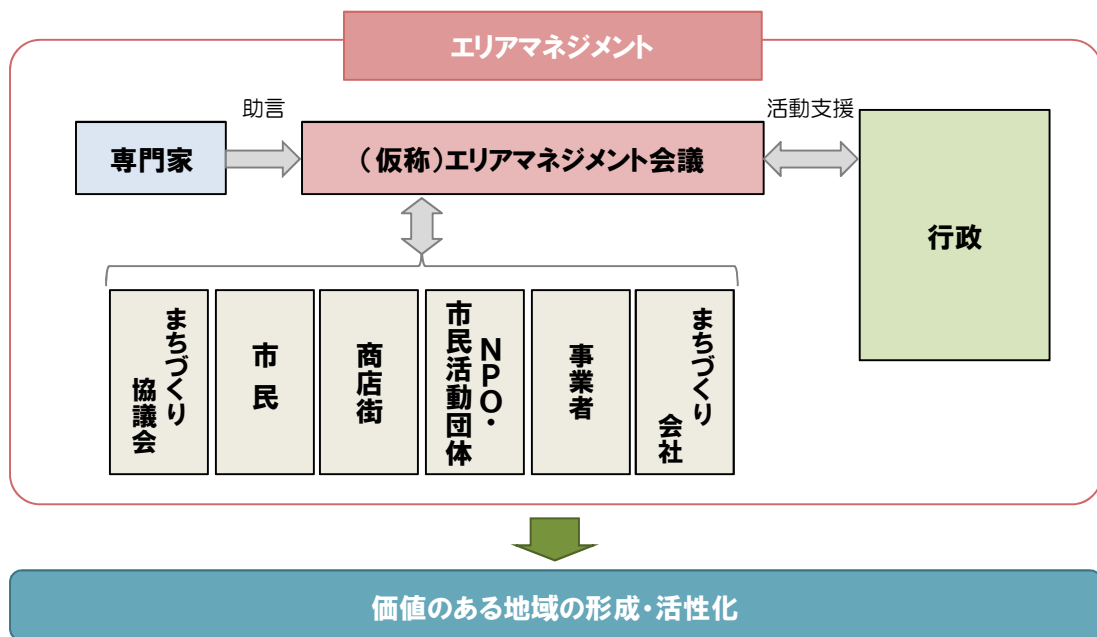 エリアマネジメント
助言
活動支援
専門家
（仮称）エリアマネジメント会議
行政
まちづくり
協議会
市民
商店街
NPO・
市民活動団体
事業者
まちづくり
会社
価値のある地域の形成・活性化